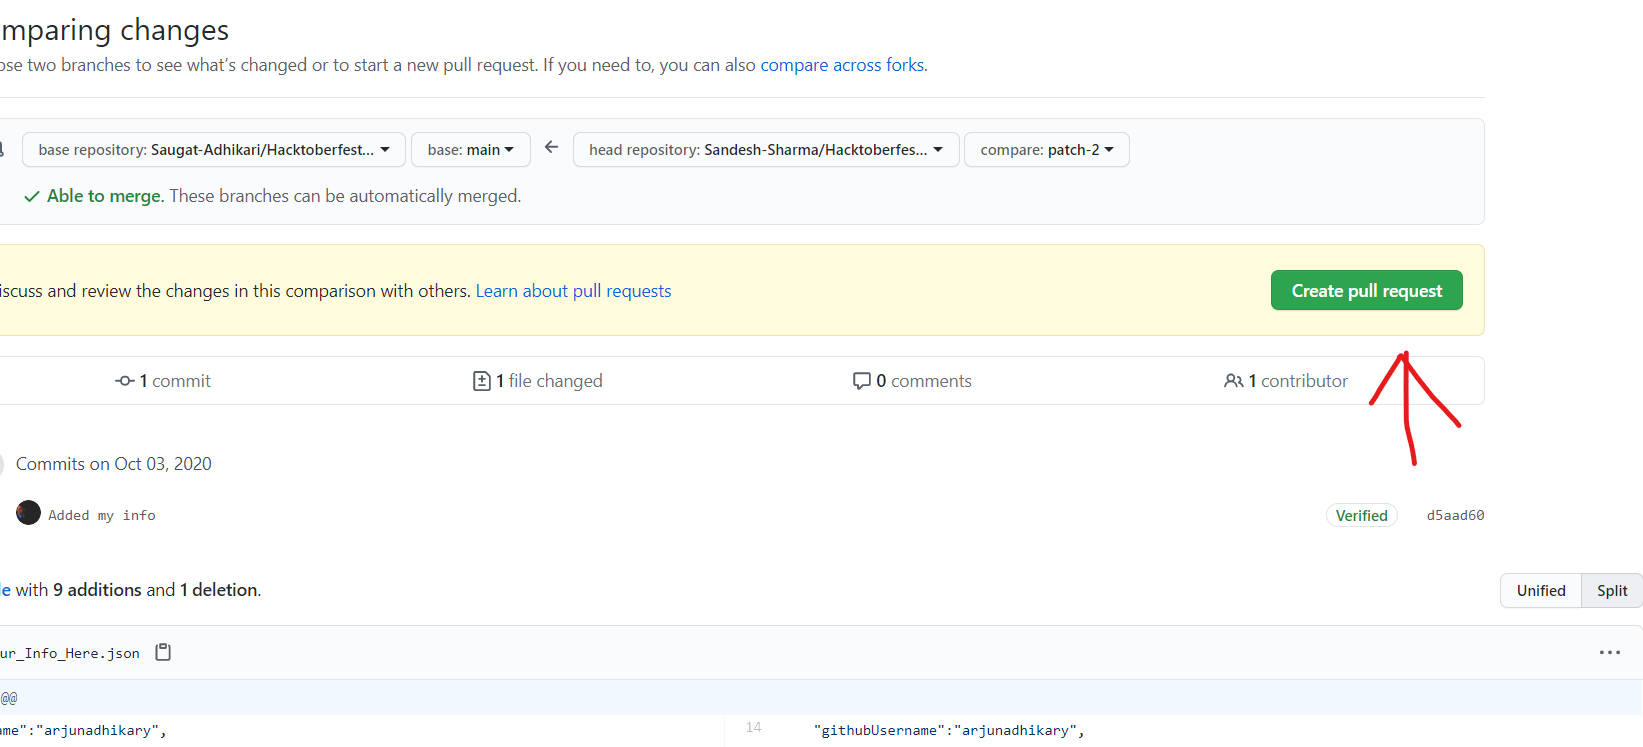 mparing changes
ose two branches to see what's changed or to start a new pull request. If you need to, you can also compare across forks.
base repository: Saugat-Adhikari/Hacktoberfest... base: main head repository: Sandesh-Sharma/Hacktoberfes... compare: patch-2
Able to merge. These branches can be automatically merged.
iscuss and review the changes in this comparison with others. Learn about pull requests Create pull request
1 commit 1 file changed 0 comments 1 contributor
Commits on Oct 03, 2020
Added my info Verified d5aad60
le with 9 additions and 1 deletion. Unified Split
ur_Info_Here.json ...
@@
ame":"arjunadhikary", 14 "githubUsername":"arjunadhikary",